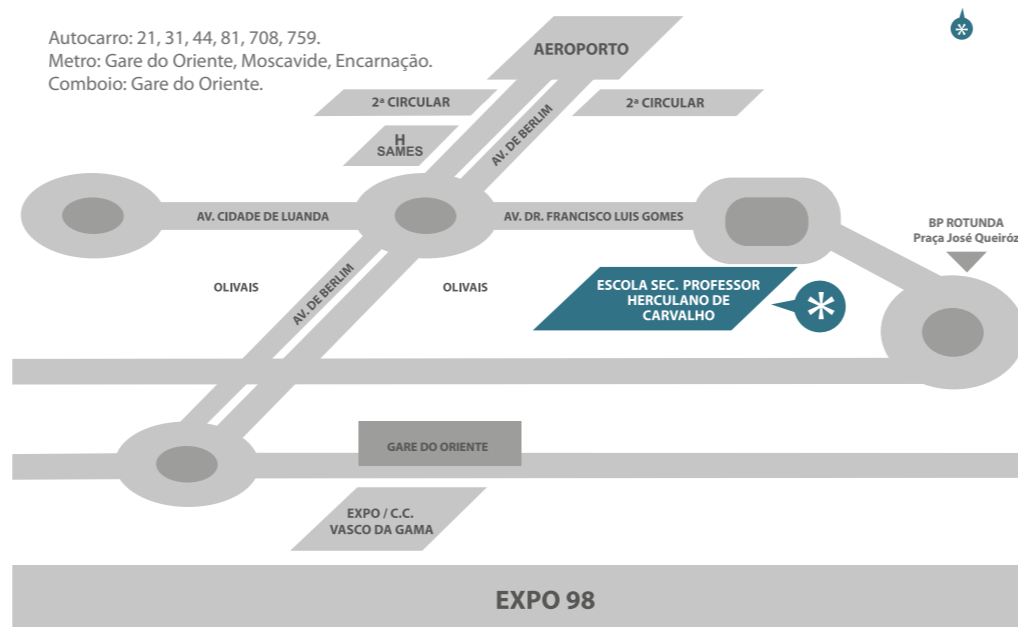 Autocarro: 21, 31, 44, 81, 708, 759.
Metro: Gare do Oriente, Moscavide, Encarnação.
Comboio: Gare do Oriente.
AEROPORTO
2ª CIRCULAR
2ª CIRCULAR
H
SAMES
AV. DE BERLIM
AV. CIDADE DE LUANDA
AV. DR. FRANCISCO LUIS GOMES
BP ROTUNDA
Praça José Queiróz
OLIVAIS
AV. DE BERLIM
OLIVAIS
ESCOLA SEC. PROFESSOR
HERCULANO DE
CARVALHO
GARE DO ORIENTE
EXPO / C.C.
VASCO DA GAMA
EXPO 98